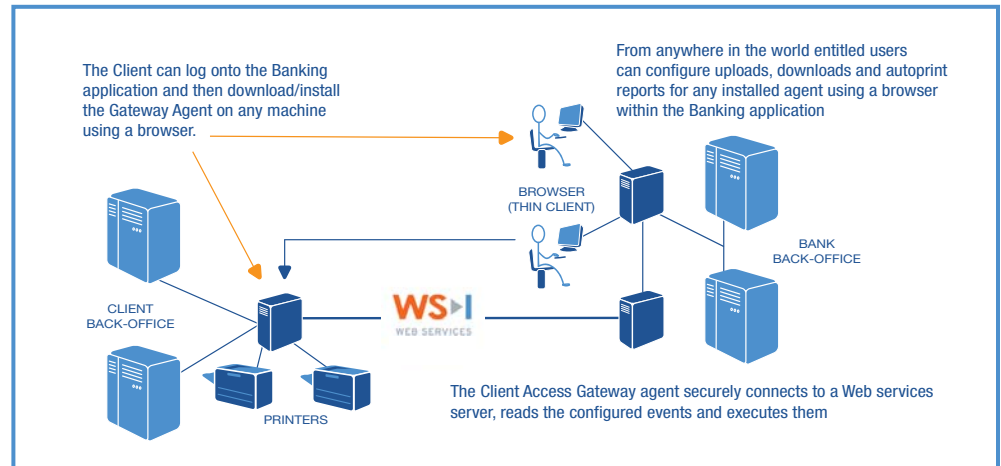 The Client can log onto the Banking
application and then download/install
the Gateway Agent on any machine
using a browser.
From anywhere in the world entitled users
can configure uploads, downloads and autoprint
reports for any installed agent using a browser
within the Banking application
BROWSER
(THIN CLIENT)
BANK
BACK-OFFICE
CLIENT
BACK-OFFICE
WS I
WEB SERVICES
PRINTERS
The Client Access Gateway agent securely connects to a Web services
server, reads the configured events and executes them